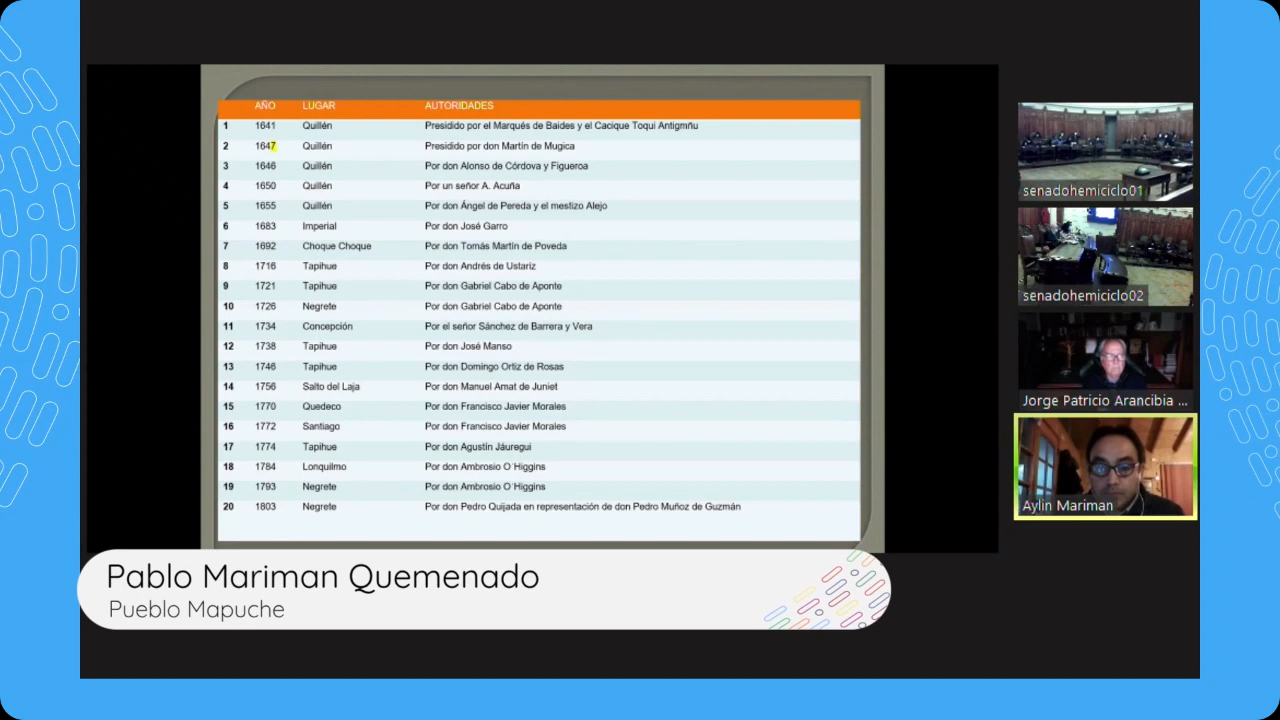 AÑO LUGAR AUTORIDADES
1 1641 Quillén Presidido por el Marqués de Baides y el Cacique Toqui Antigmñu
2 1647 Quillén Presidido por don Martín de Mugica
3 1646 Quillén Por don Alonso de Córdova y Figueroa
4 1650 Quillén Por un señor A. Acuña
5 1655 Quillén Por don Ángel de Pereda y el mestizo Alejo
6 1683 Imperial Por don José Garro
7 1692 Choque Choque Por don Tomás Martín de Poveda
8 1716 Tapihue Por don Andrés de Ustariz
9 1721 Tapihue Por don Gabriel Cabo de Aponte
10 1726 Negrete Por don Gabriel Cabo de Aponte
11 1734 Concepción Por el señor Sánchez de Barrera y Vera
12 1738 Tapihue Por don José Manso
13 1746 Tapihue Por don Domingo Ortiz de Rosas
14 1756 Salto del Laja Por don Manuel Amat de Juniet
15 1770 Quedeco Por don Francisco Javier Morales
16 1772 Santiago Por don Francisco Javier Morales
17 1774 Tapihue Por don Agustín Jáuregui
18 1784 Lonquilmo Por don Ambrosio O´Higgins
19 1793 Negrete Por don Ambrosio O´Higgins
20 1803 Negrete Por don Pedro Quijada en representación de don Pedro Muñoz de Guzmán
senadohemiciclo01
senadohemiciclo02
Jorge Patricio Arancibia ...
Aylin Mariman
Pablo Mariman Quemenado
Pueblo Mapuche